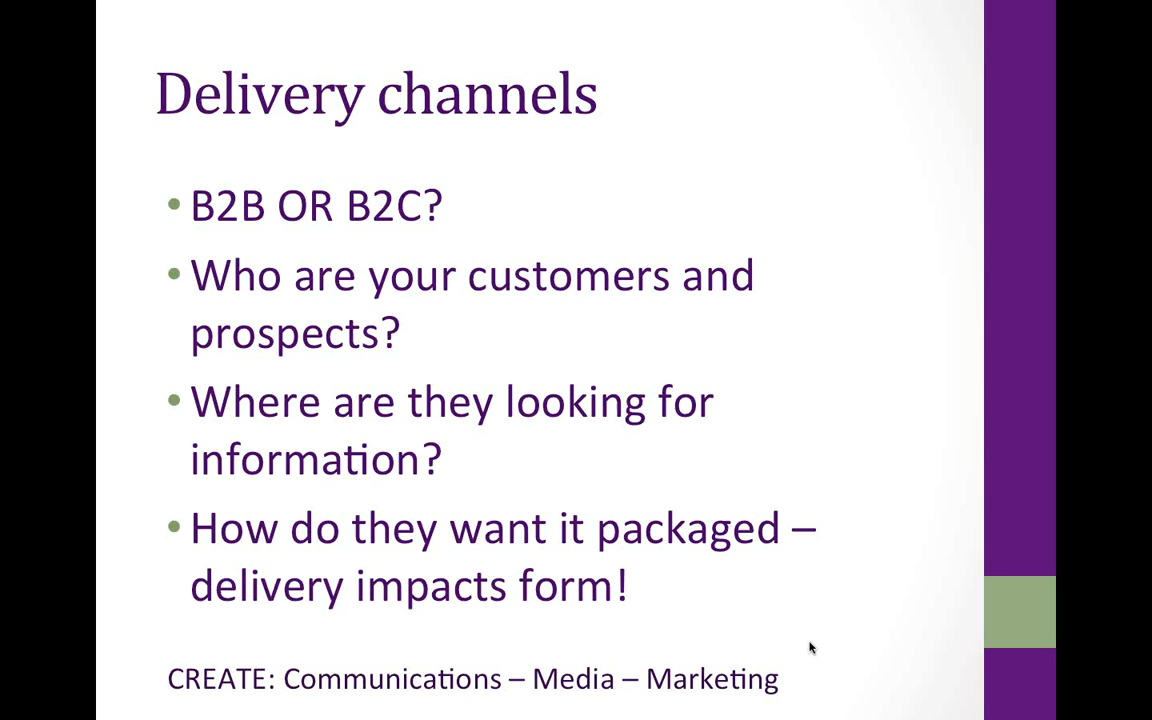 Delivery channels
• B2B OR B2C?
• Who are your customers and
prospects?
• Where are they looking for
information?
• How do they want it packaged –
delivery impacts form!
CREATE: Communications – Media – Marketing